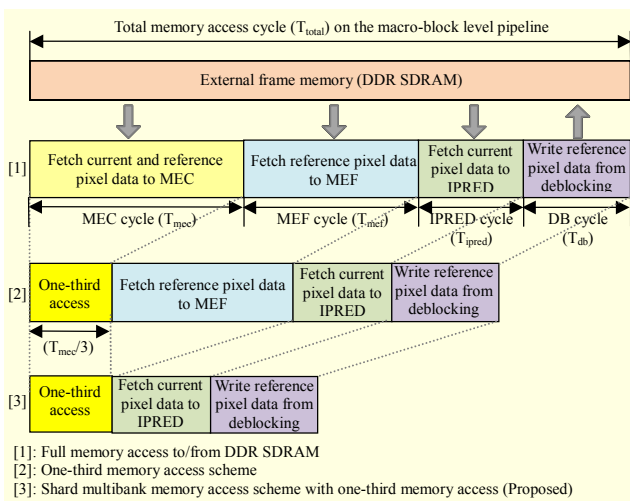 Total memory access cycle (Ttotal) on the macro-block level pipeline
External frame memory (DDR SDRAM)
[1]
Fetch current and reference
pixel data to MEC
Fetch reference pixel data
to MEF
Fetch current
pixel data to
IPRED
Write reference
pixel data from
deblocking
MEC cycle (Tmec)
MEF cycle (Tmef)
IPRED cycle
(Tipred)
DB cycle
(Tdb)
[2]
One-third
access
Fetch reference pixel data
to MEF
Fetch current
pixel data to
IPRED
Write reference
pixel data from
deblocking
(Tmec/3)
[3]
One-third
access
Fetch current
pixel data to
IPRED
Write reference
pixel data from
deblocking
[1]: Full memory access to/from DDR SDRAM
[2]: One-third memory access scheme
[3]: Shard multibank memory access scheme with one-third memory access (Proposed)